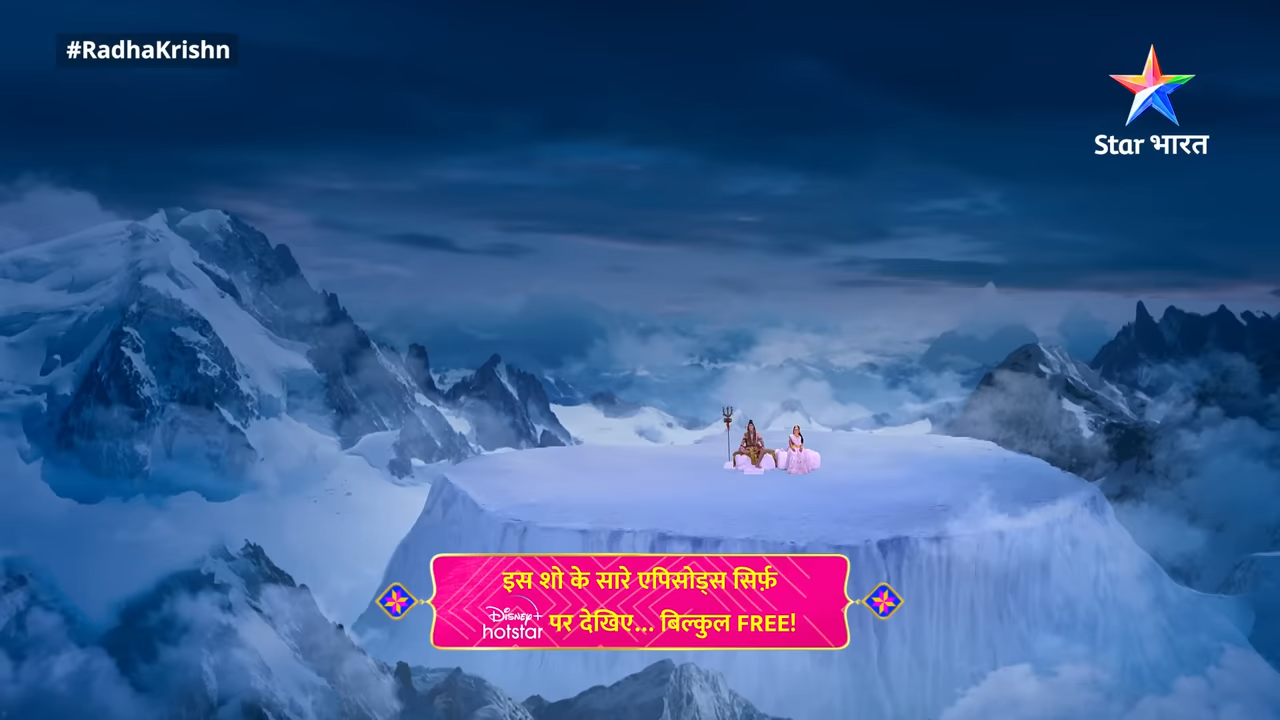 #RadhaKrishn
Star भारत
इस शो के सारे एपिसोड्स सिर्फ़
Disney+ hotstar पर देखिए... बिल्कुल FREE!